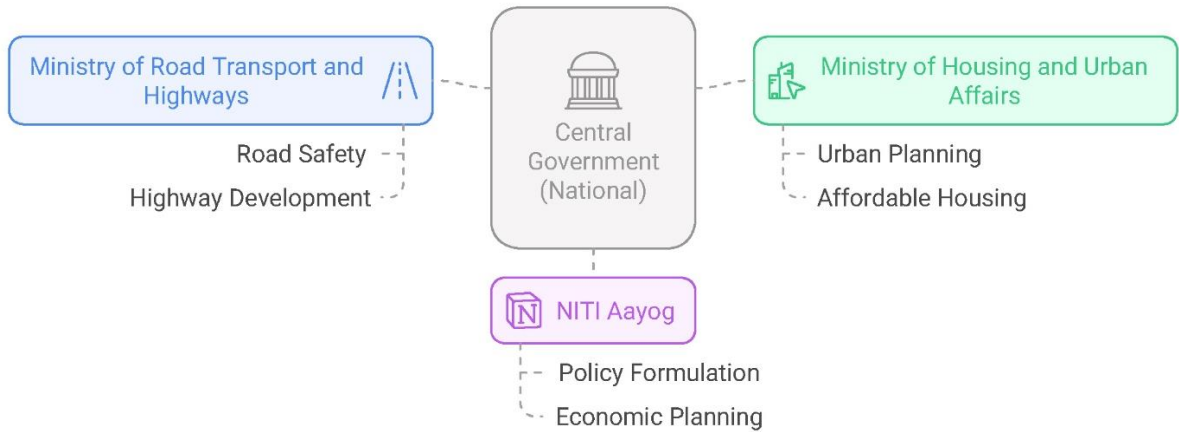 Ministry of Road Transport and
Highways
Road Safety
Highway Development
Central
Government
(National)
Ministry of Housing and Urban
Affairs
Urban Planning
Affordable Housing
N
NITI Aayog
Policy Formulation
Economic Planning